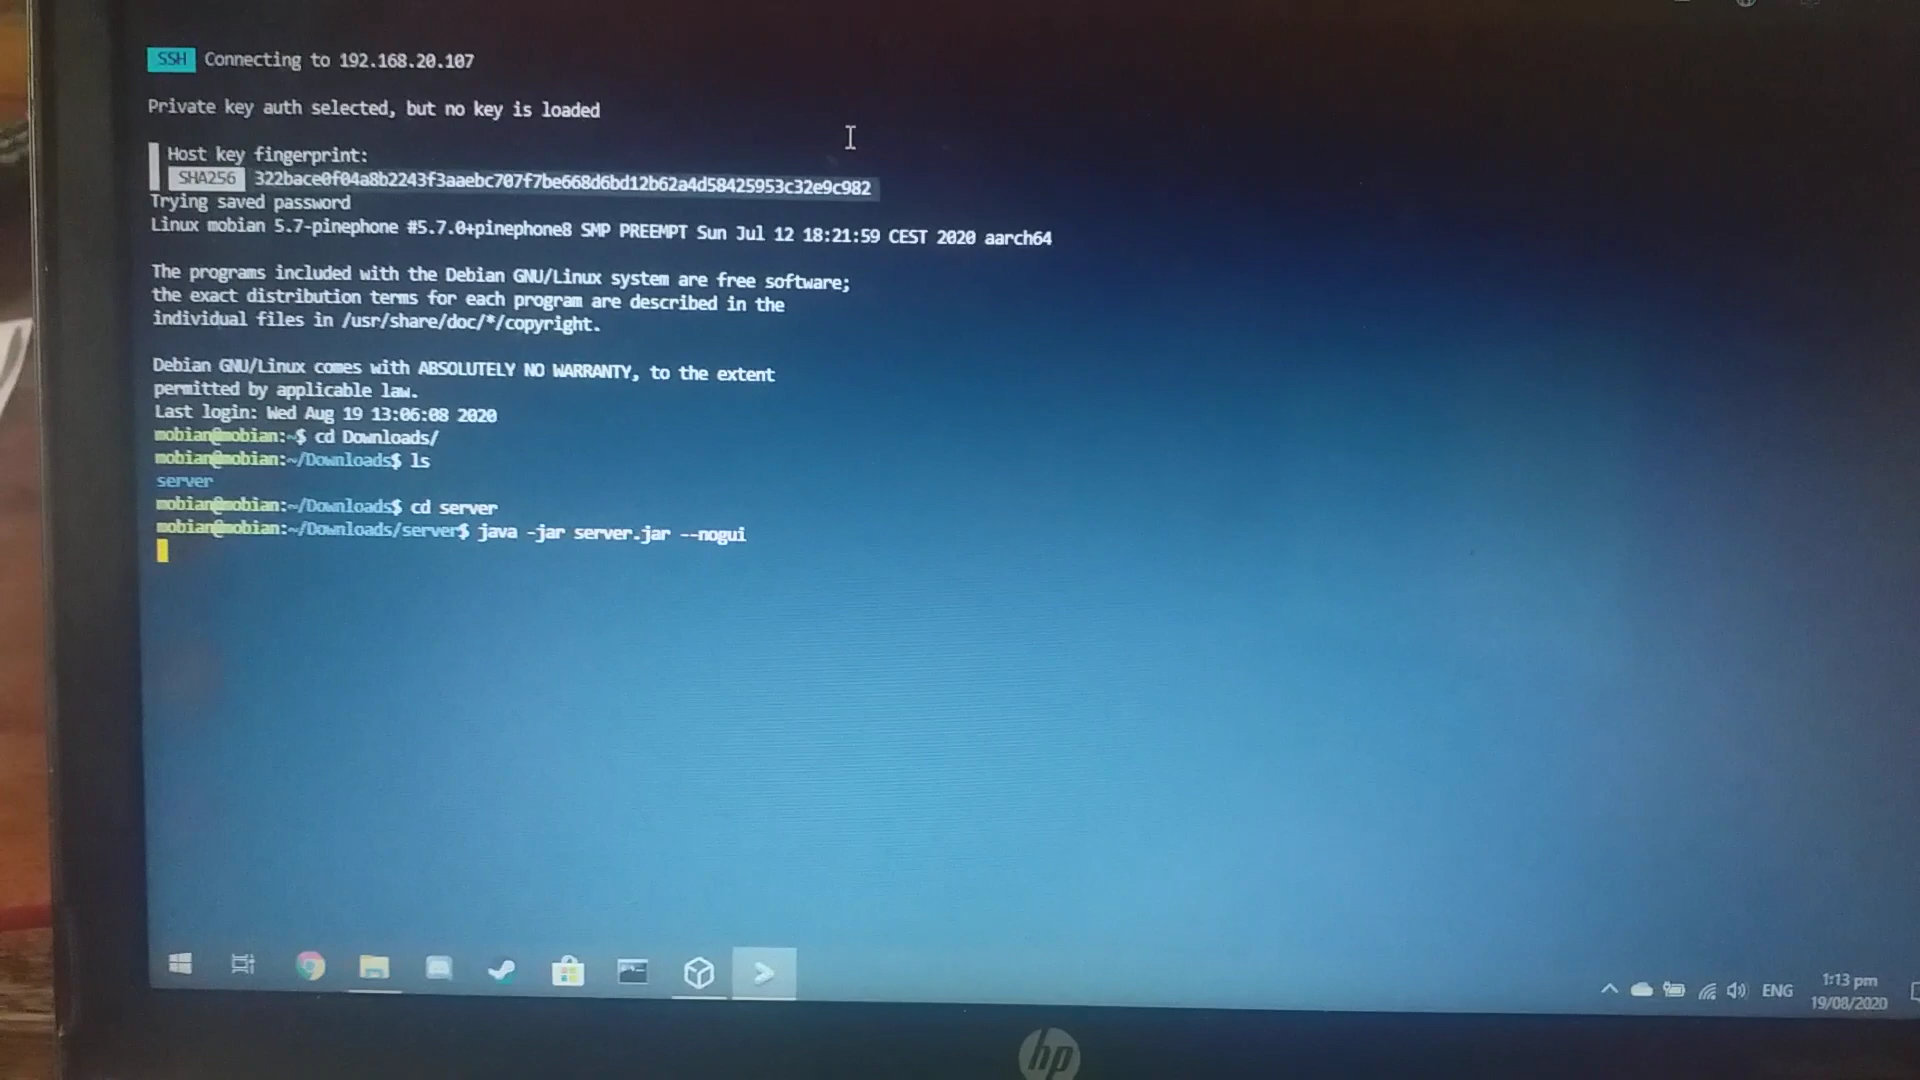 SSH Connecting to 192.168.20.107
Private key auth selected, but no key is loaded
Host key fingerprint:
SHA256 322bace0f04a8b2243f3aaebc707f7be668d6bd12b62a4d58425953c32e9c982
Trying saved password
Linux mobian 5.7-pinephone #5.7.0+pinephone8 SMP PREEMPT Sun Jul 12 18:21:59 CEST 2020 aarch64
The programs included with the Debian GNU/Linux system are free software;
the exact distribution terms for each program are described in the
individual files in /usr/share/doc/*/copyright.
Debian GNU/Linux comes with ABSOLUTELY NO WARRANTY, to the extent
permitted by applicable law.
Last login: Wed Aug 19 13:06:08 2020
mobian@mobian:~$ cd Downloads/
mobian@mobian:~/Downloads$ ls
server
mobian@mobian:~/Downloads$ cd server
mobian@mobian:~/Downloads/server$ java -jar server.jar --nogui
ENG
1:13 pm
19/08/2020
hp